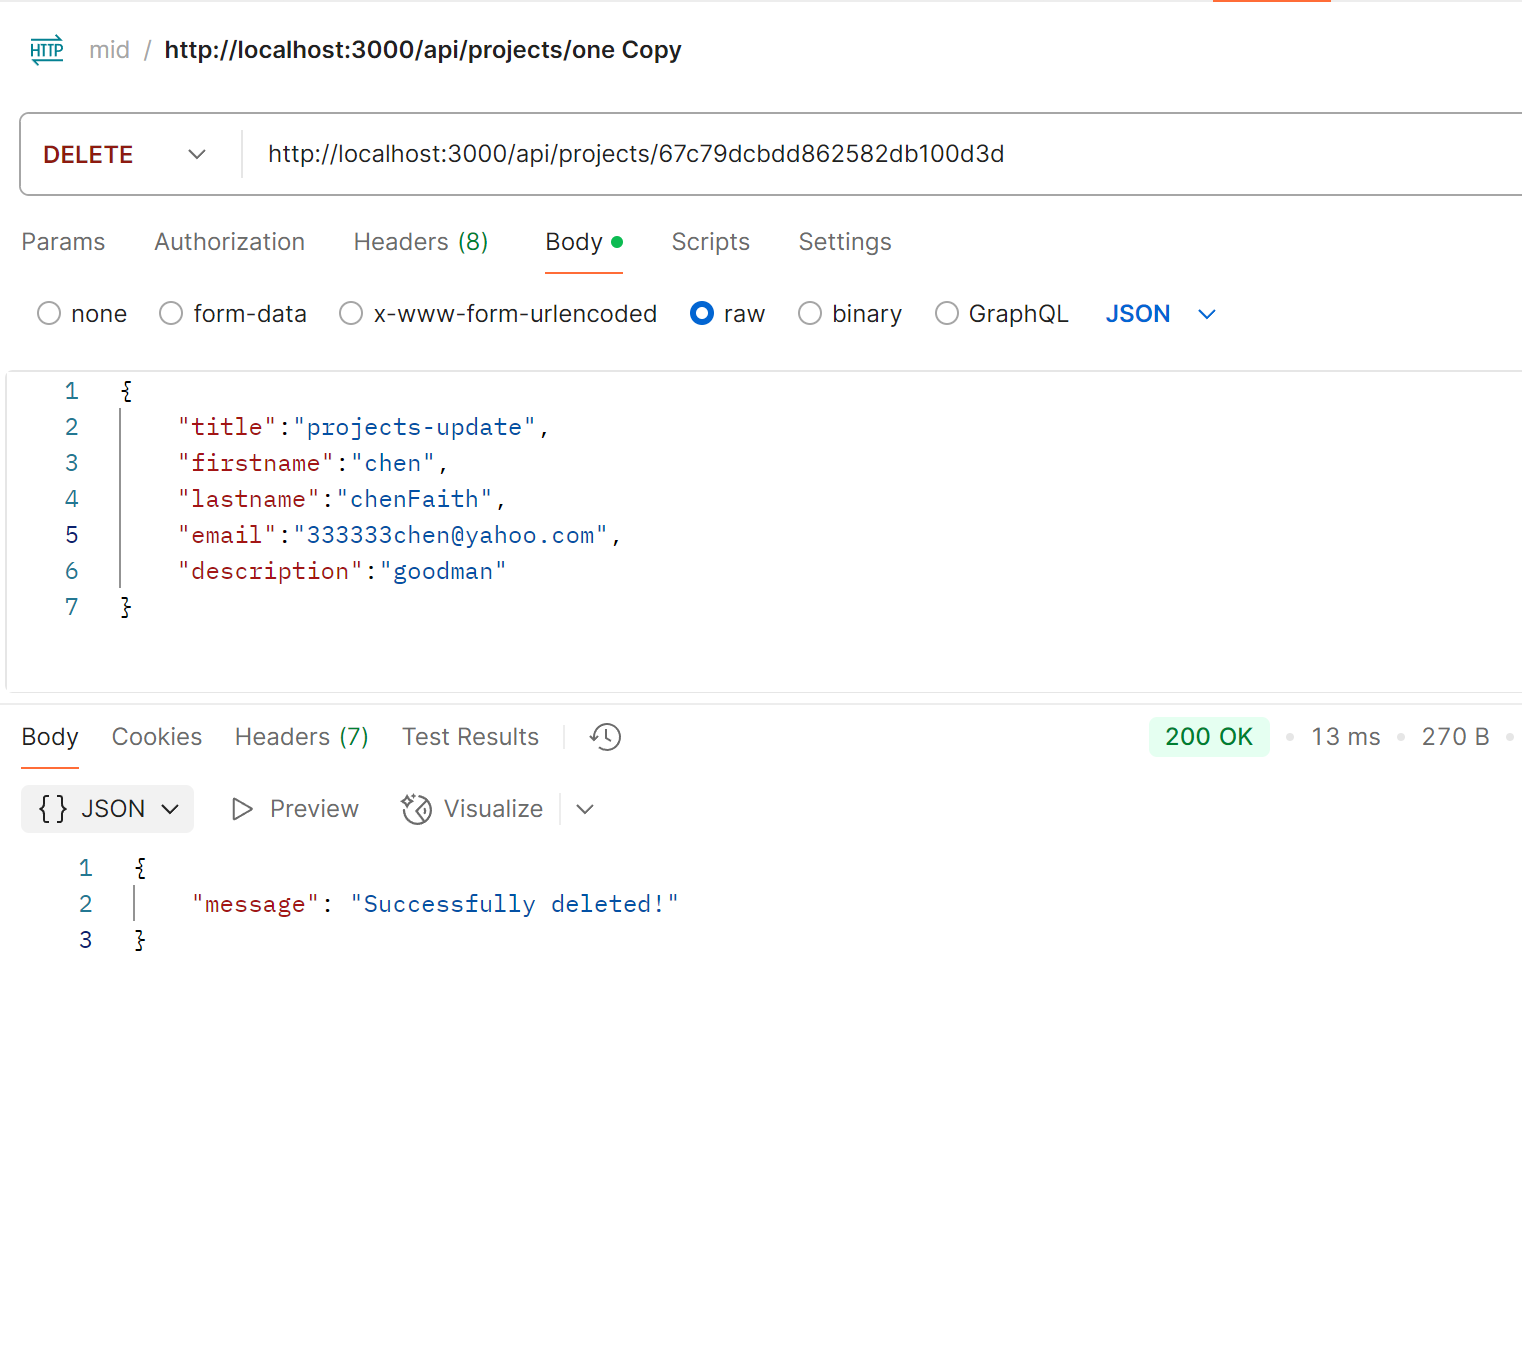 HTTP mid / http://localhost:3000/api/projects/one Copy
DELETE http://localhost:3000/api/projects/67c79dcbdd862582db100d3d
Params Authorization Headers (8) Body Scripts Settings
none form-data x-www-form-urlencoded raw binary GraphQL JSON
1 {
2 "title":"projects-update",
3 "firstname":"chen",
4 "lastname":"chenFaith",
5 "email":"333333chen@yahoo.com",
6 "description":"goodman"
7 }
Body Cookies Headers (7) Test Results 200 OK • 13 ms • 270 B •
{} JSON Preview Visualize
1 {
2 "message": "Successfully deleted!"
3 }